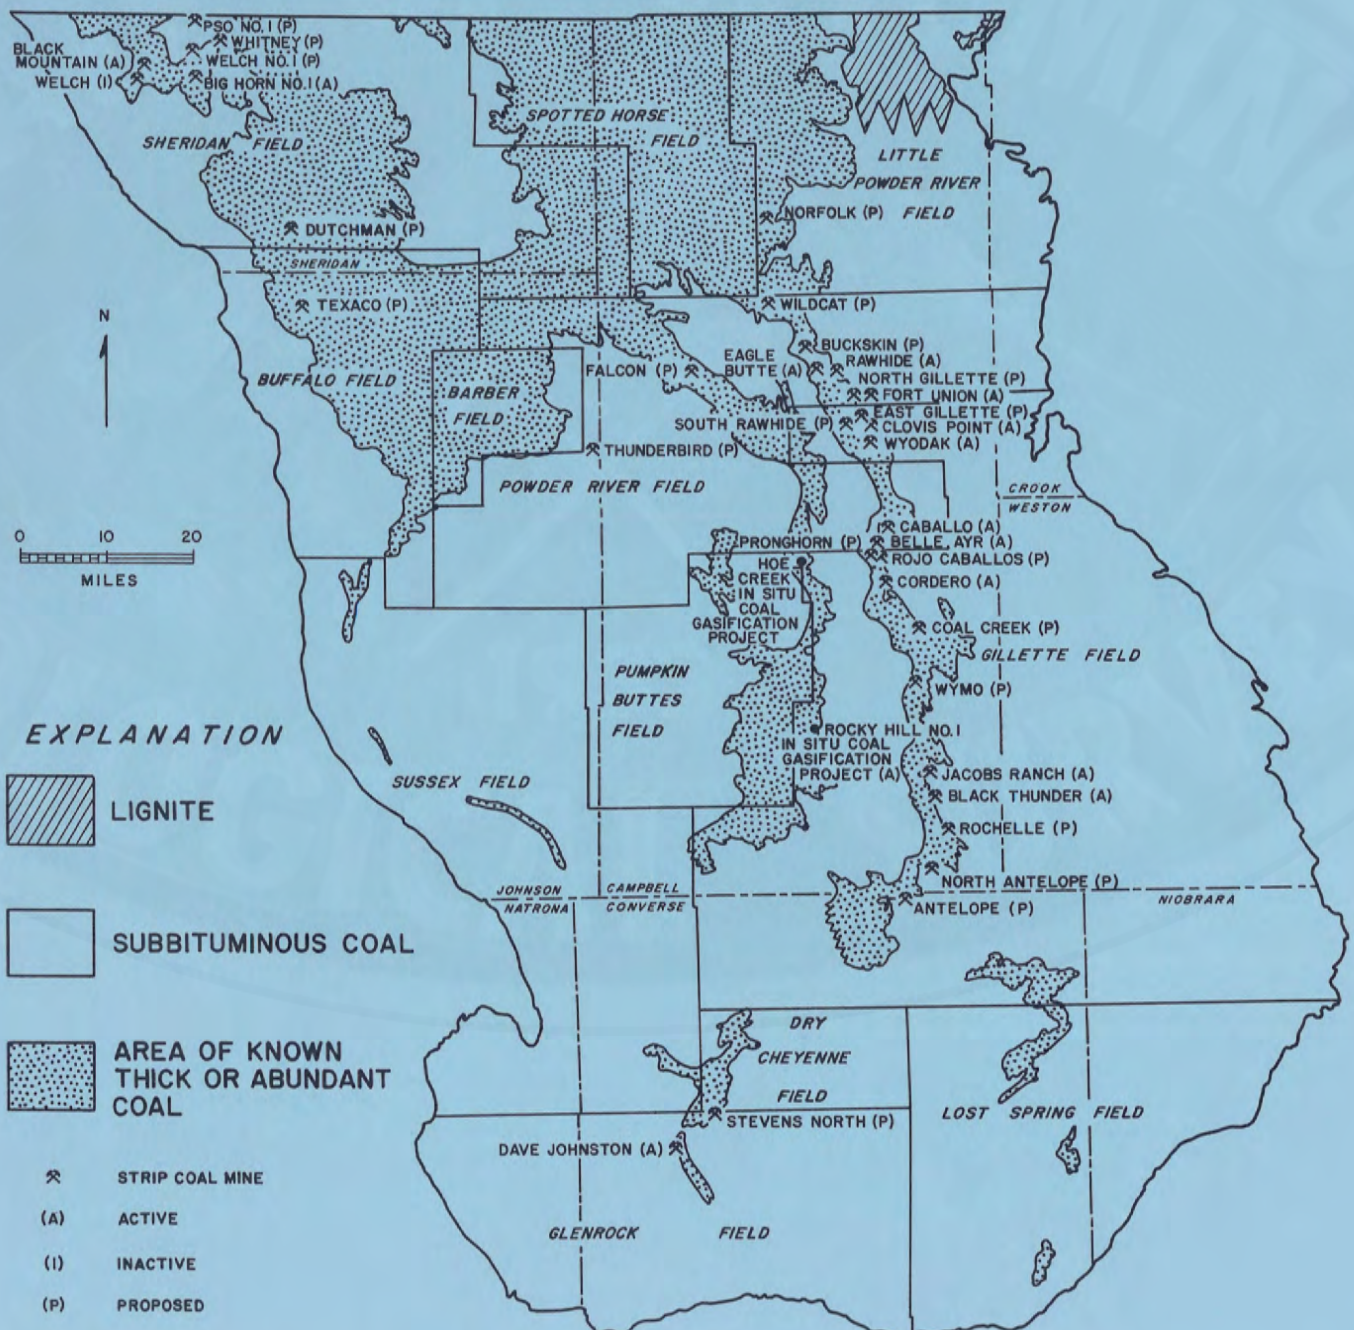 PSO NO. 1 (P)
WHITNEY (P)
BLACK
MOUNTAIN (A)
WELCH NO. 1 (P)
WELCH (I)
BIG HORN NO. 1 (A)
SHERIDAN FIELD
SPOTTED HORSE
FIELD
LITTLE
POWDER RIVER
FIELD
NORFOLK (P)
DUTCHMAN (P)
SHERIDAN
N
TEXACO (P)
WILDCAT (P)
BUCKSKIN (P)
RAWHIDE (A)
EAGLE
BUTTE (A)
NORTH GILLETTE (P)
FALCON (P)
BUFFALO FIELD
BARBER
FIELD
FORT UNION (A)
EAST GILLETTE (P)
SOUTH RAWHIDE (P)
CLOVIS POINT (A)
WYODAK (A)
THUNDERBIRD (P)
POWDER RIVER FIELD
CROOK
WESTON
0 10 20
MILES
CABALLO (A)
PRONGHORN (P)
BELLE AYR (A)
ROJO CABALLOS (P)
HOE
CREEK
IN SITU
COAL
GASIFICATION
PROJECT
CORDERO (A)
COAL CREEK (P)
GILLETTE FIELD
PUMPKIN
BUTTES
FIELD
WYMO (P)
ROCKY HILL NO. 1
IN SITU COAL
GASIFICATION
PROJECT (A)
JACOBS RANCH (A)
BLACK THUNDER (A)
ROCHELLE (P)
SUSSEX FIELD
NORTH ANTELOPE (P)
JOHNSON
NATRONA
CAMPBELL
CONVERSE
ANTELOPE (P)
NIOBRARA
DRY
CHEYENNE
FIELD
STEVENS NORTH (P)
LOST SPRING FIELD
DAVE JOHNSTON (A)
GLENROCK FIELD
EXPLANATION
LIGNITE
SUBBITUMINOUS COAL
AREA OF KNOWN
THICK OR ABUNDANT
COAL
STRIP COAL MINE
(A) ACTIVE
(I) INACTIVE
(P) PROPOSED